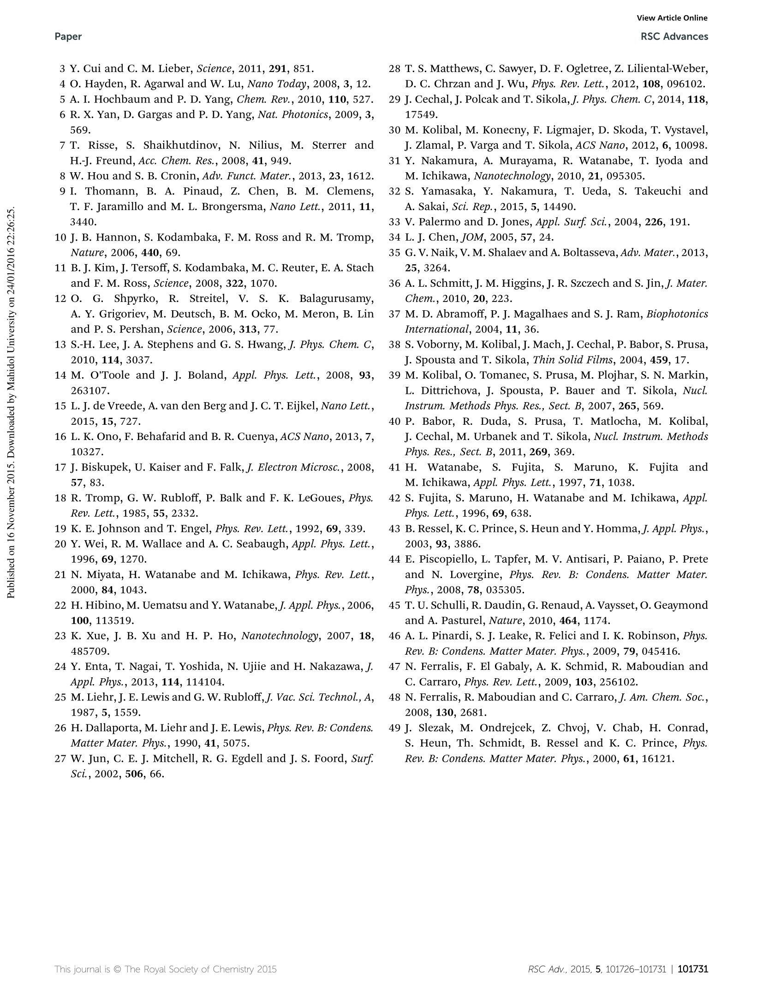 View Article Online
Paper
RSC Advances
3 Y. Cui and C. M. Lieber, Science, 2011, 291, 851.
4 O. Hayden, R. Agarwal and W. Lu, Nano Today, 2008, 3, 12.
5 A. I. Hochbaum and P. D. Yang, Chem. Rev., 2010, 110, 527.
6 R. X. Yan, D. Gargas and P. D. Yang, Nat. Photonics, 2009, 3,
569.
7 T. Risse, S. Shaikhutdinov, N. Nilius, M. Sterrer and
H.-J. Freund, Acc. Chem. Res., 2008, 41, 949.
8 W. Hou and S. B. Cronin, Adv. Funct. Mater., 2013, 23, 1612.
9 I. Thomann, B. A. Pinaud, Z. Chen, B. M. Clemens,
T. F. Jaramillo and M. L. Brongersma, Nano Lett., 2011, 11,
3440.
10 J. B. Hannon, S. Kodambaka, F. M. Ross and R. M. Tromp,
Nature, 2006, 440, 69.
11 B. J. Kim, J. Tersoff, S. Kodambaka, M. C. Reuter, E. A. Stach
and F. M. Ross, Science, 2008, 322, 1070.
12 O. G. Shpyrko, R. Streitel, V. S. K. Balagurusamy,
A. Y. Grigoriev, M. Deutsch, B. M. Ocko, M. Meron, B. Lin
and P. S. Pershan, Science, 2006, 313, 77.
13 S.-H. Lee, J. A. Stephens and G. S. Hwang, J. Phys. Chem. C,
2010, 114, 3037.
14 M. O'Toole and J. J. Boland, Appl. Phys. Lett., 2008, 93,
263107.
15 L. J. de Vreede, A. van den Berg and J. C. T. Eijkel, Nano Lett.,
2015, 15, 727.
16 L. K. Ono, F. Behafarid and B. R. Cuenya, ACS Nano, 2013, 7,
10327.
17 J. Biskupek, U. Kaiser and F. Falk, J. Electron Microsc., 2008,
57, 83.
18 R. Tromp, G. W. Rubloff, P. Balk and F. K. LeGoues, Phys.
Rev. Lett., 1985, 55, 2332.
19 K. E. Johnson and T. Engel, Phys. Rev. Lett., 1992, 69, 339.
20 Y. Wei, R. M. Wallace and A. C. Seabaugh, Appl. Phys. Lett.,
1996, 69, 1270.
21 N. Miyata, H. Watanabe and M. Ichikawa, Phys. Rev. Lett.,
2000, 84, 1043.
22 H. Hibino, M. Uematsu and Y. Watanabe, J. Appl. Phys., 2006,
100, 113519.
23 K. Xue, J. B. Xu and H. P. Ho, Nanotechnology, 2007, 18,
485709.
24 Y. Enta, T. Nagai, T. Yoshida, N. Ujiie and H. Nakazawa, J.
Appl. Phys., 2013, 114, 114104.
25 M. Liehr, J. E. Lewis and G. W. Rubloff, J. Vac. Sci. Technol., A,
1987, 5, 1559.
26 H. Dallaporta, M. Liehr and J. E. Lewis, Phys. Rev. B: Condens.
Matter Mater. Phys., 1990, 41, 5075.
27 W. Jun, C. E. J. Mitchell, R. G. Egdell and J. S. Foord, Surf.
Sci., 2002, 506, 66.
28 T. S. Matthews, C. Sawyer, D. F. Ogletree, Z. Liliental-Weber,
D. C. Chrzan and J. Wu, Phys. Rev. Lett., 2012, 108, 096102.
29 J. Cechal, J. Polcak and T. Sikola, J. Phys. Chem. C, 2014, 118,
17549.
30 M. Kolibal, M. Konecny, F. Ligmajer, D. Skoda, T. Vystavel,
J. Zlamal, P. Varga and T. Sikola, ACS Nano, 2012, 6, 10098.
31 Y. Nakamura, A. Murayama, R. Watanabe, T. Iyoda and
M. Ichikawa, Nanotechnology, 2010, 21, 095305.
32 S. Yamasaka, Y. Nakamura, T. Ueda, S. Takeuchi and
A. Sakai, Sci. Rep., 2015, 5, 14490.
33 V. Palermo and D. Jones, Appl. Surf. Sci., 2004, 226, 191.
34 L. J. Chen, JOM, 2005, 57, 24.
35 G. V. Naik, V. M. Shalaev and A. Boltasseva, Adv. Mater., 2013,
25, 3264.
36 A. L. Schmitt, J. M. Higgins, J. R. Szczech and S. Jin, J. Mater.
Chem., 2010, 20, 223.
37 M. D. Abramoff, P. J. Magalhaes and S. J. Ram, Biophotonics
International, 2004, 11, 36.
38 S. Voborny, M. Kolibal, J. Mach, J. Cechal, P. Babor, S. Prusa,
J. Spousta and T. Sikola, Thin Solid Films, 2004, 459, 17.
39 M. Kolibal, O. Tomanec, S. Prusa, M. Plojhar, S. N. Markin,
L. Dittrichova, J. Spousta, P. Bauer and T. Sikola, Nucl.
Instrum. Methods Phys. Res., Sect. B, 2007, 265, 569.
40 P. Babor, R. Duda, S. Prusa, T. Matlocha, M. Kolibal,
J. Cechal, M. Urbanek and T. Sikola, Nucl. Instrum. Methods
Phys. Res., Sect. B, 2011, 269, 369.
41 H. Watanabe, S. Fujita, S. Maruno, K. Fujita and
M. Ichikawa, Appl. Phys. Lett., 1997, 71, 1038.
42 S. Fujita, S. Maruno, H. Watanabe and M. Ichikawa, Appl.
Phys. Lett., 1996, 69, 638.
43 B. Ressel, K. C. Prince, S. Heun and Y. Homma, J. Appl. Phys.,
2003, 93, 3886.
44 E. Piscopiello, L. Tapfer, M. V. Antisari, P. Paiano, P. Prete
and N. Lovergine, Phys. Rev. B: Condens. Matter Mater.
Phys., 2008, 78, 035305.
45 T. U. Schulli, R. Daudin, G. Renaud, A. Vaysset, O. Geaymond
and A. Pasturel, Nature, 2010, 464, 1174.
46 A. L. Pinardi, S. J. Leake, R. Felici and I. K. Robinson, Phys.
Rev. B: Condens. Matter Mater. Phys., 2009, 79, 045416.
47 N. Ferralis, F. El Gabaly, A. K. Schmid, R. Maboudian and
C. Carraro, Phys. Rev. Lett., 2009, 103, 256102.
48 N. Ferralis, R. Maboudian and C. Carraro, J. Am. Chem. Soc.,
2008, 130, 2681.
49 J. Slezak, M. Ondrejcek, Z. Chvoj, V. Chab, H. Conrad,
S. Heun, Th. Schmidt, B. Ressel and K. C. Prince, Phys.
Rev. B: Condens. Matter Mater. Phys., 2000, 61, 16121.
Published on 16 November 2015. Downloaded by Mahidol University on 24/01/2016 22:26:25.
This journal is © The Royal Society of Chemistry 2015
RSC Adv., 2015, 5, 101726–101731 | 101731